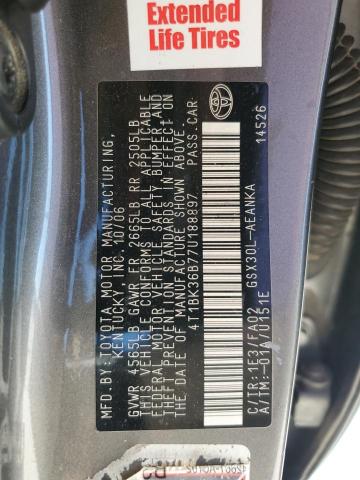 Extended
Life Tires
MFD. BY: TOYOTA MOTOR MANUFACTURING,
KENTUCKY, INC. 10/06
GVWR 4565LB GAWR FR 2665LB RR 2505LB
THIS VEHICLE CONFORMS TO ALL APPLICABLE
FEDERAL MOTOR VEHICLE SAFETY BUMPER, AND
THEFT PREVENTION STANDARDS IN EFFECT ON
THE DATE OF MANUFACTURE SHOWN ABOVE.
4T1BK36B77U188897 PASS.CAR
C/TR:1E3/FA02 GSX30L-AEANKA
A/TM:-01A/U151E 14526